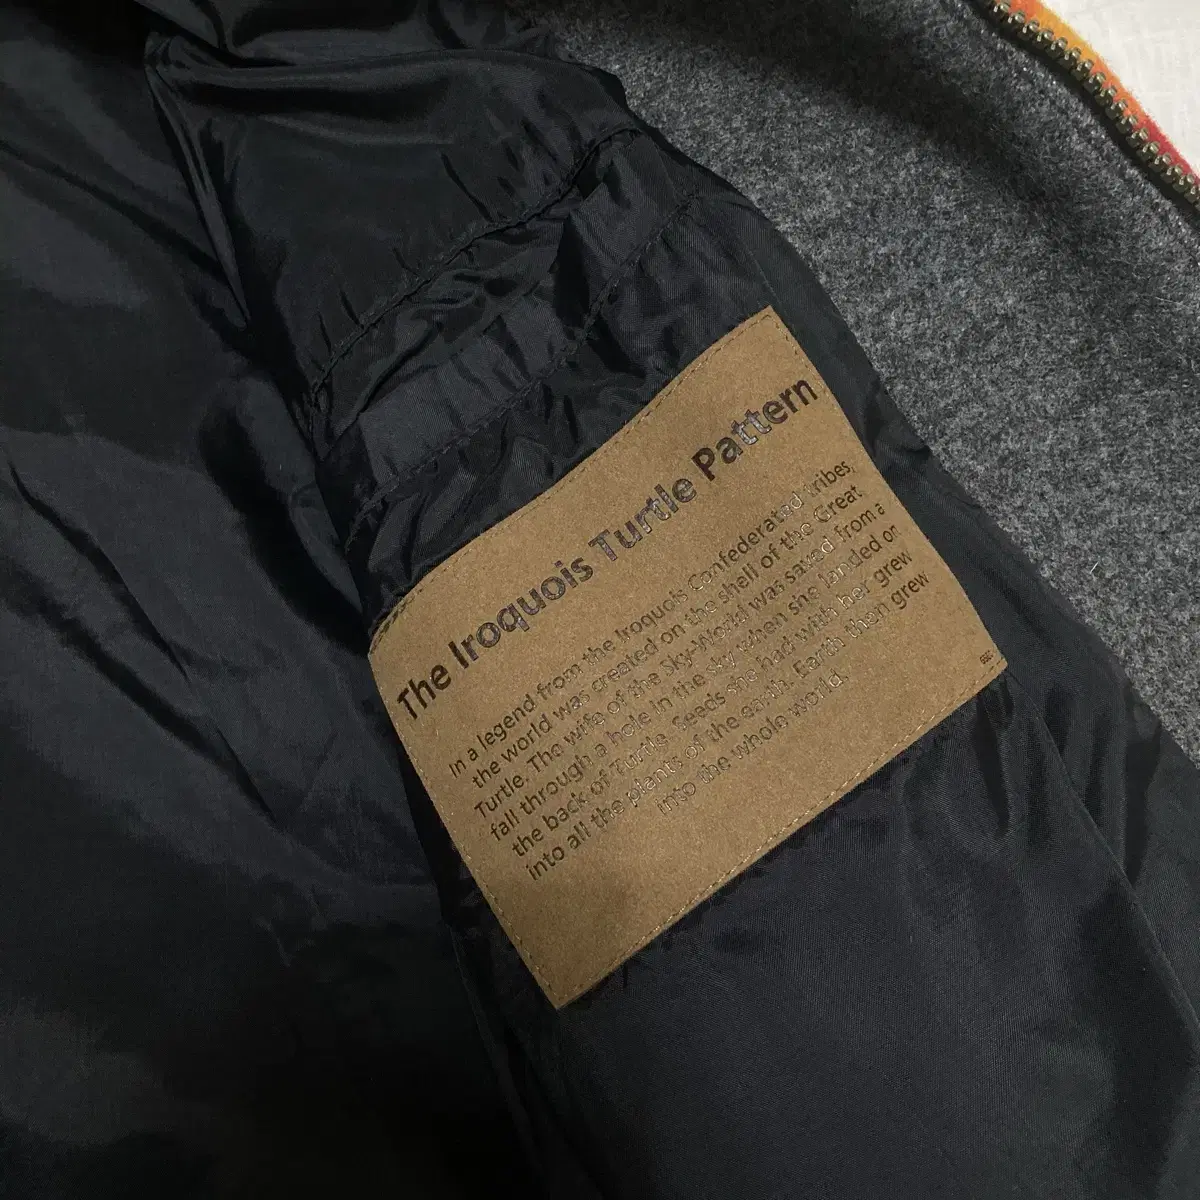 The Iroquois Turtle Pattern
In a legend from the Iroquois Confederated tribes,
the world was created on the shell of the Great
Turtle. The wife of the Sky-World was saved from a
fall through a hole in the sky when she landed on
the back of Turtle. Seeds she had with her grew
into all the plants of the earth. Earth then grew
into the whole world.